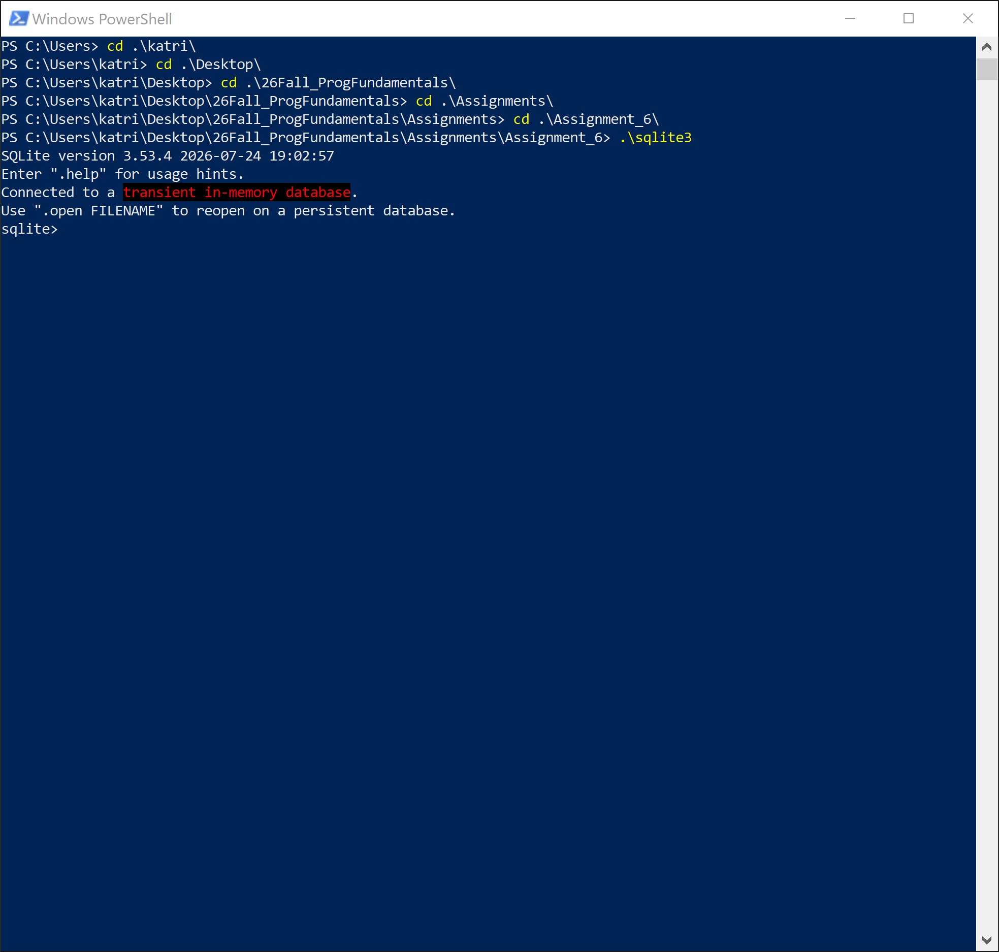 Windows PowerShell
PS C:\Users> cd .\katri\
PS C:\Users\katri> cd .\Desktop\
PS C:\Users\katri\Desktop> cd .\26Fall_ProgFundamentals\
PS C:\Users\katri\Desktop\26Fall_ProgFundamentals> cd .\Assignments\
PS C:\Users\katri\Desktop\26Fall_ProgFundamentals\Assignments> cd .\Assignment_6\
PS C:\Users\katri\Desktop\26Fall_ProgFundamentals\Assignments\Assignment_6> .\sqlite3
SQLite version 3.53.4 2026-07-24 19:02:57
Enter ".help" for usage hints.
Connected to a transient in-memory database.
Use ".open FILENAME" to reopen on a persistent database.
sqlite>